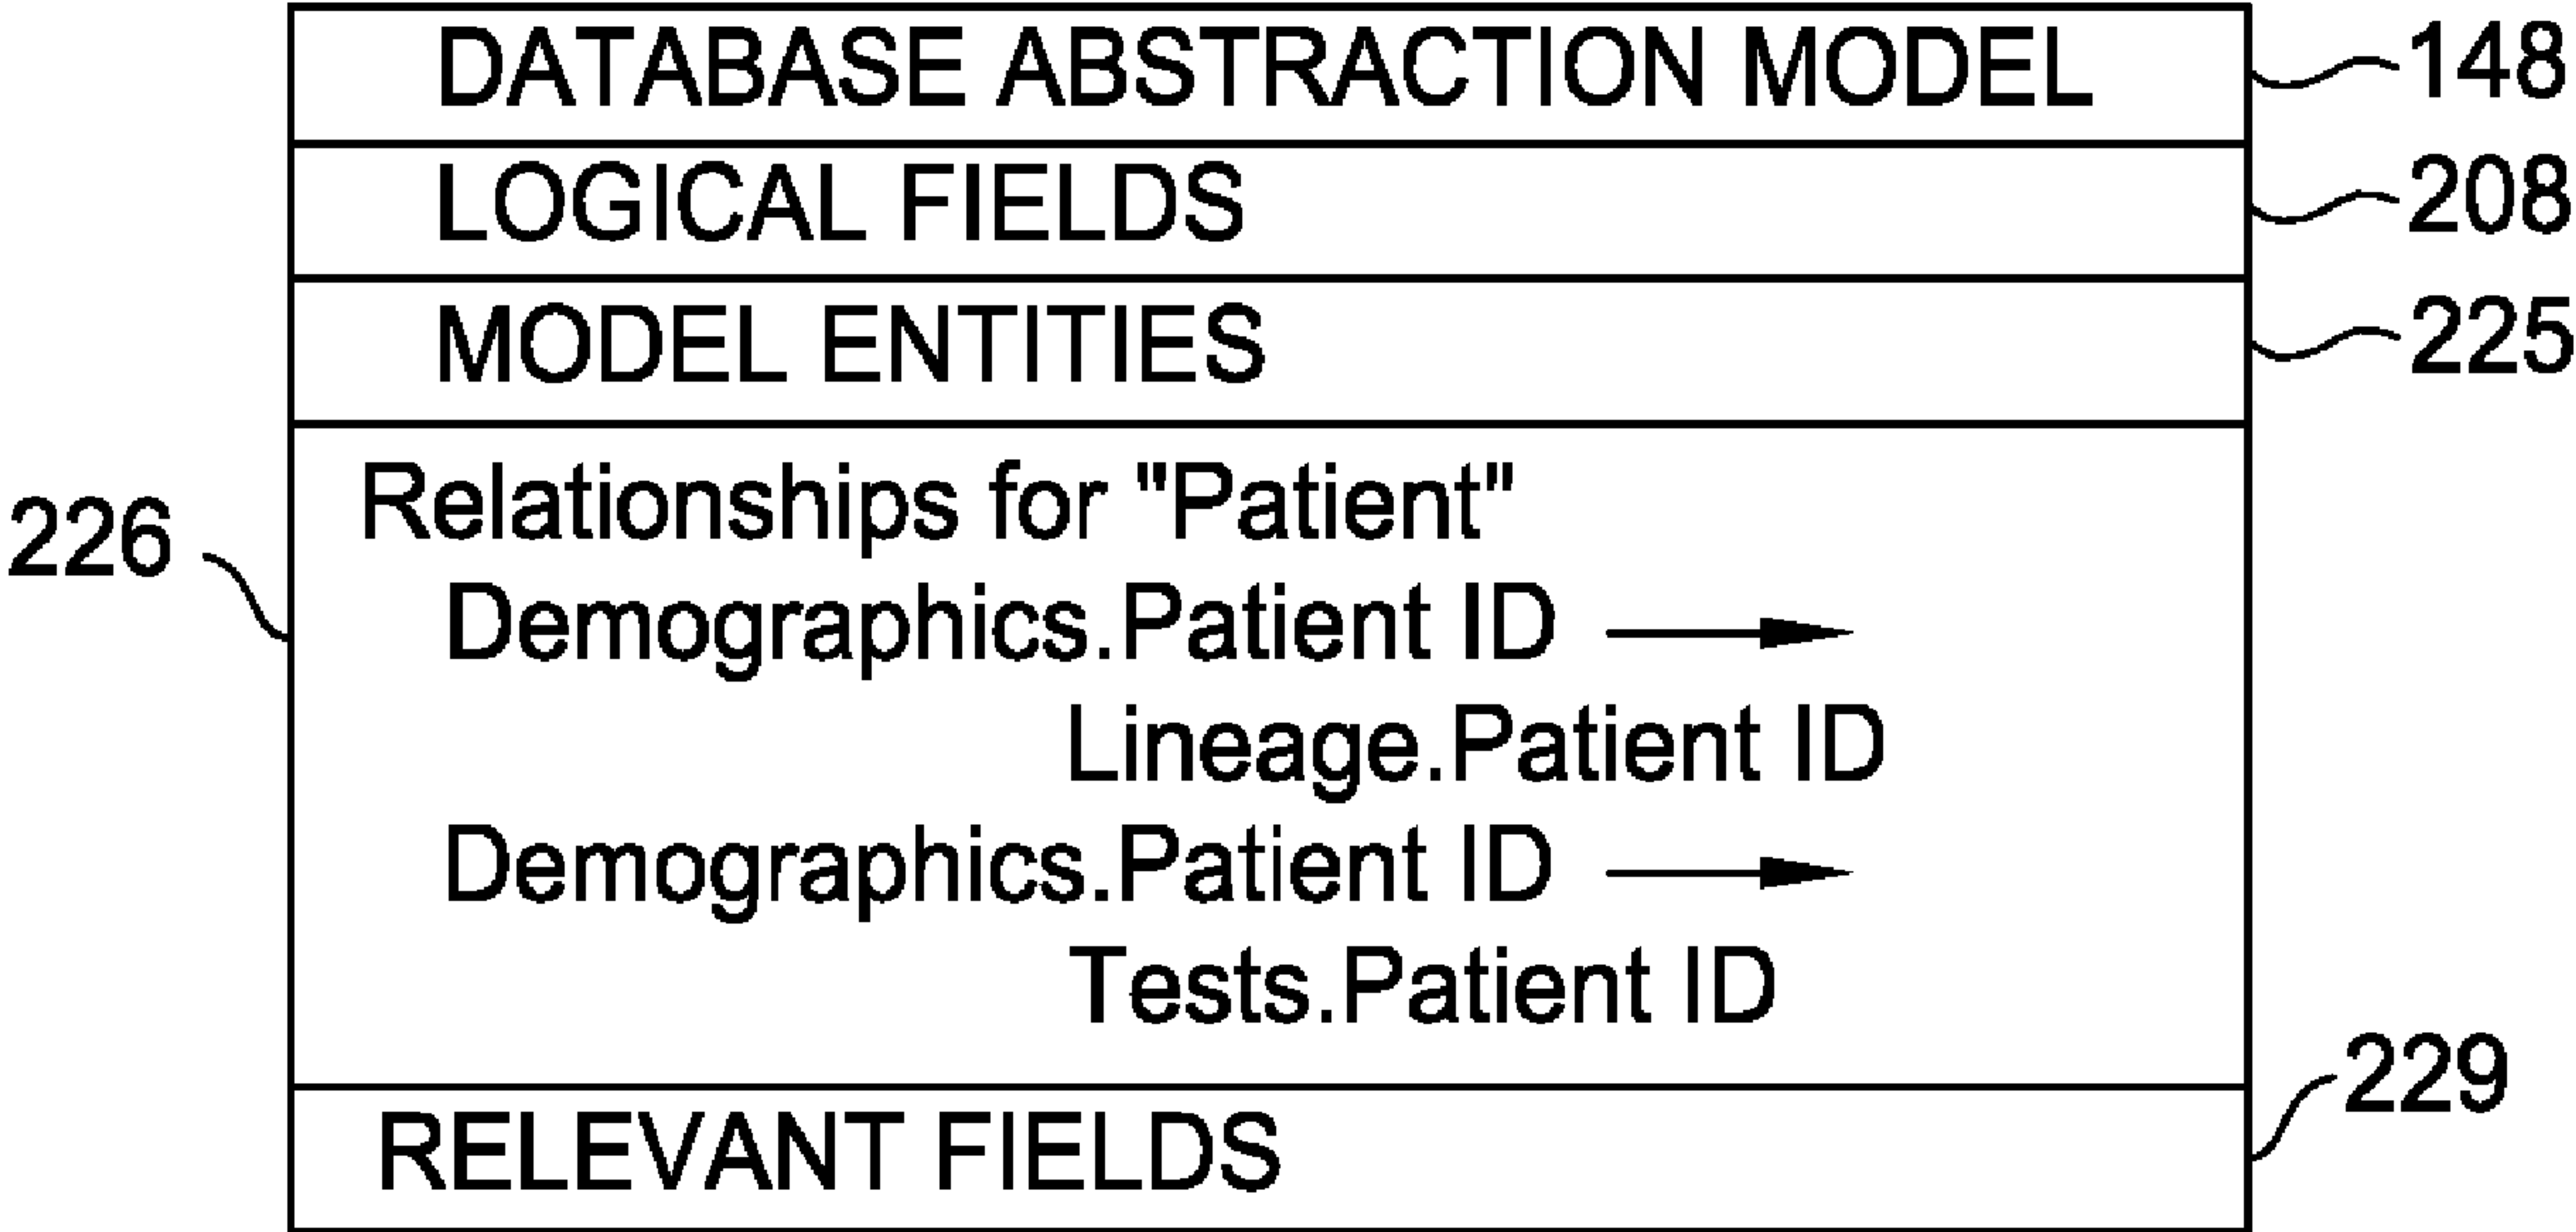 DATABASE ABSTRACTION MODEL 148
LOGICAL FIELDS 208
MODEL ENTITIES 225
226
Relationships for "Patient"
Demographics.Patient ID
Lineage.Patient ID
Demographics.Patient ID
Tests.Patient ID
RELEVANT FIELDS 229